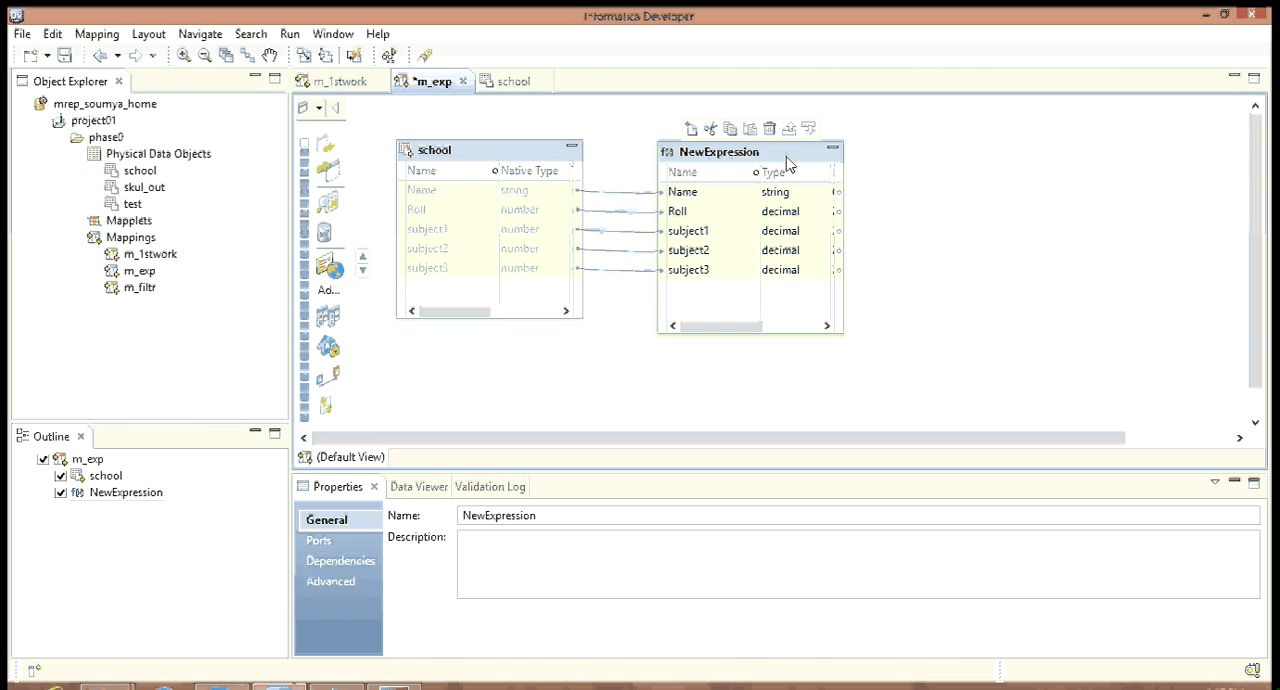 Informatica Developer
File Edit Mapping Layout Navigate Search Run Window Help
Object Explorer
m_1stwork *m_exp school
mrep_soumya_home
project01
phase0
Physical Data Objects
school
skul_out
test
Mapplets
Mappings
m_1stwork
m_exp
m_filtr
Ad...
school
Name Native Type
Name string
Roll number
subject1 number
subject2 number
subject3 number
NewExpression
Name Type
Name string
Roll decimal
subject1 decimal
subject2 decimal
subject3 decimal
(Default View)
Outline
m_exp
school
NewExpression
Properties Data Viewer Validation Log
General
Ports
Dependencies
Advanced
Name: NewExpression
Description: